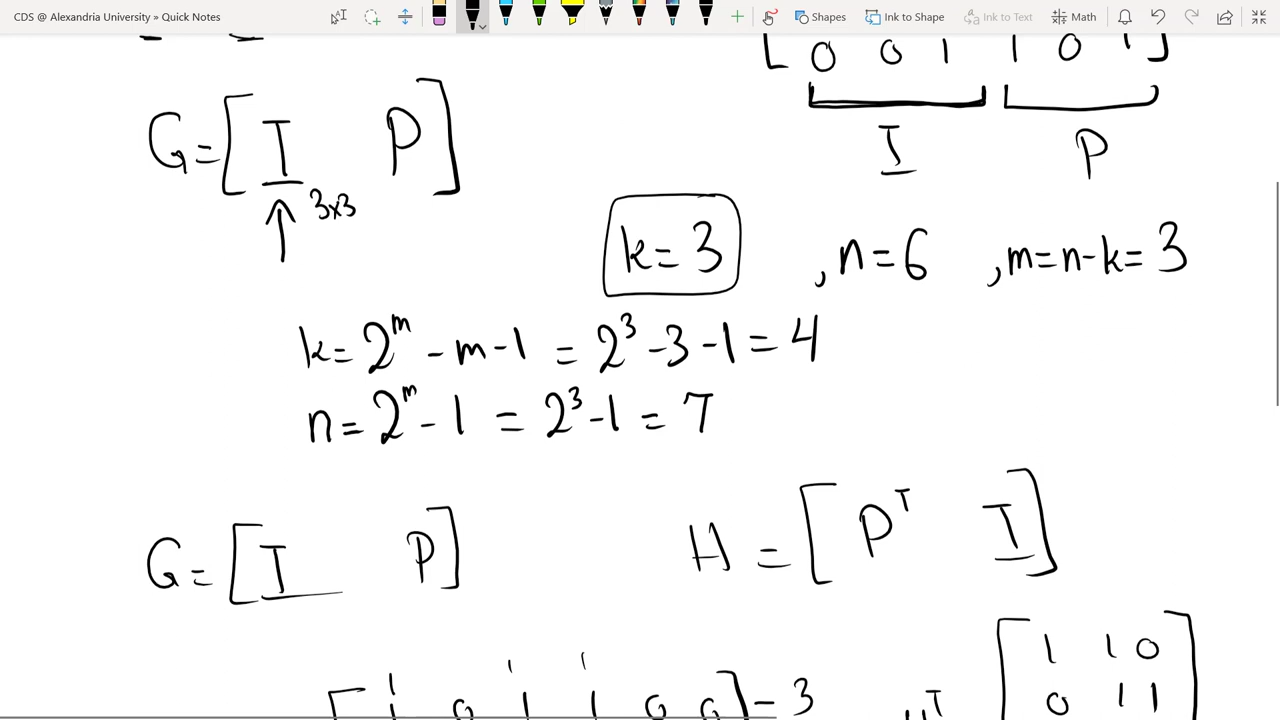 CDS @ Alexandria University » Quick Notes
Shapes Ink to Shape Ink to Text Math
[0 0 1 1 0 1]
I P
G=[I P]
3x3
k=3 , n=6 , m=n-k=3
k=2^m-m-1=2^3-3-1=4
n=2^m-1=2^3-1=7
G=[I P] H=[P^T I]
1 1 0
0 1 1